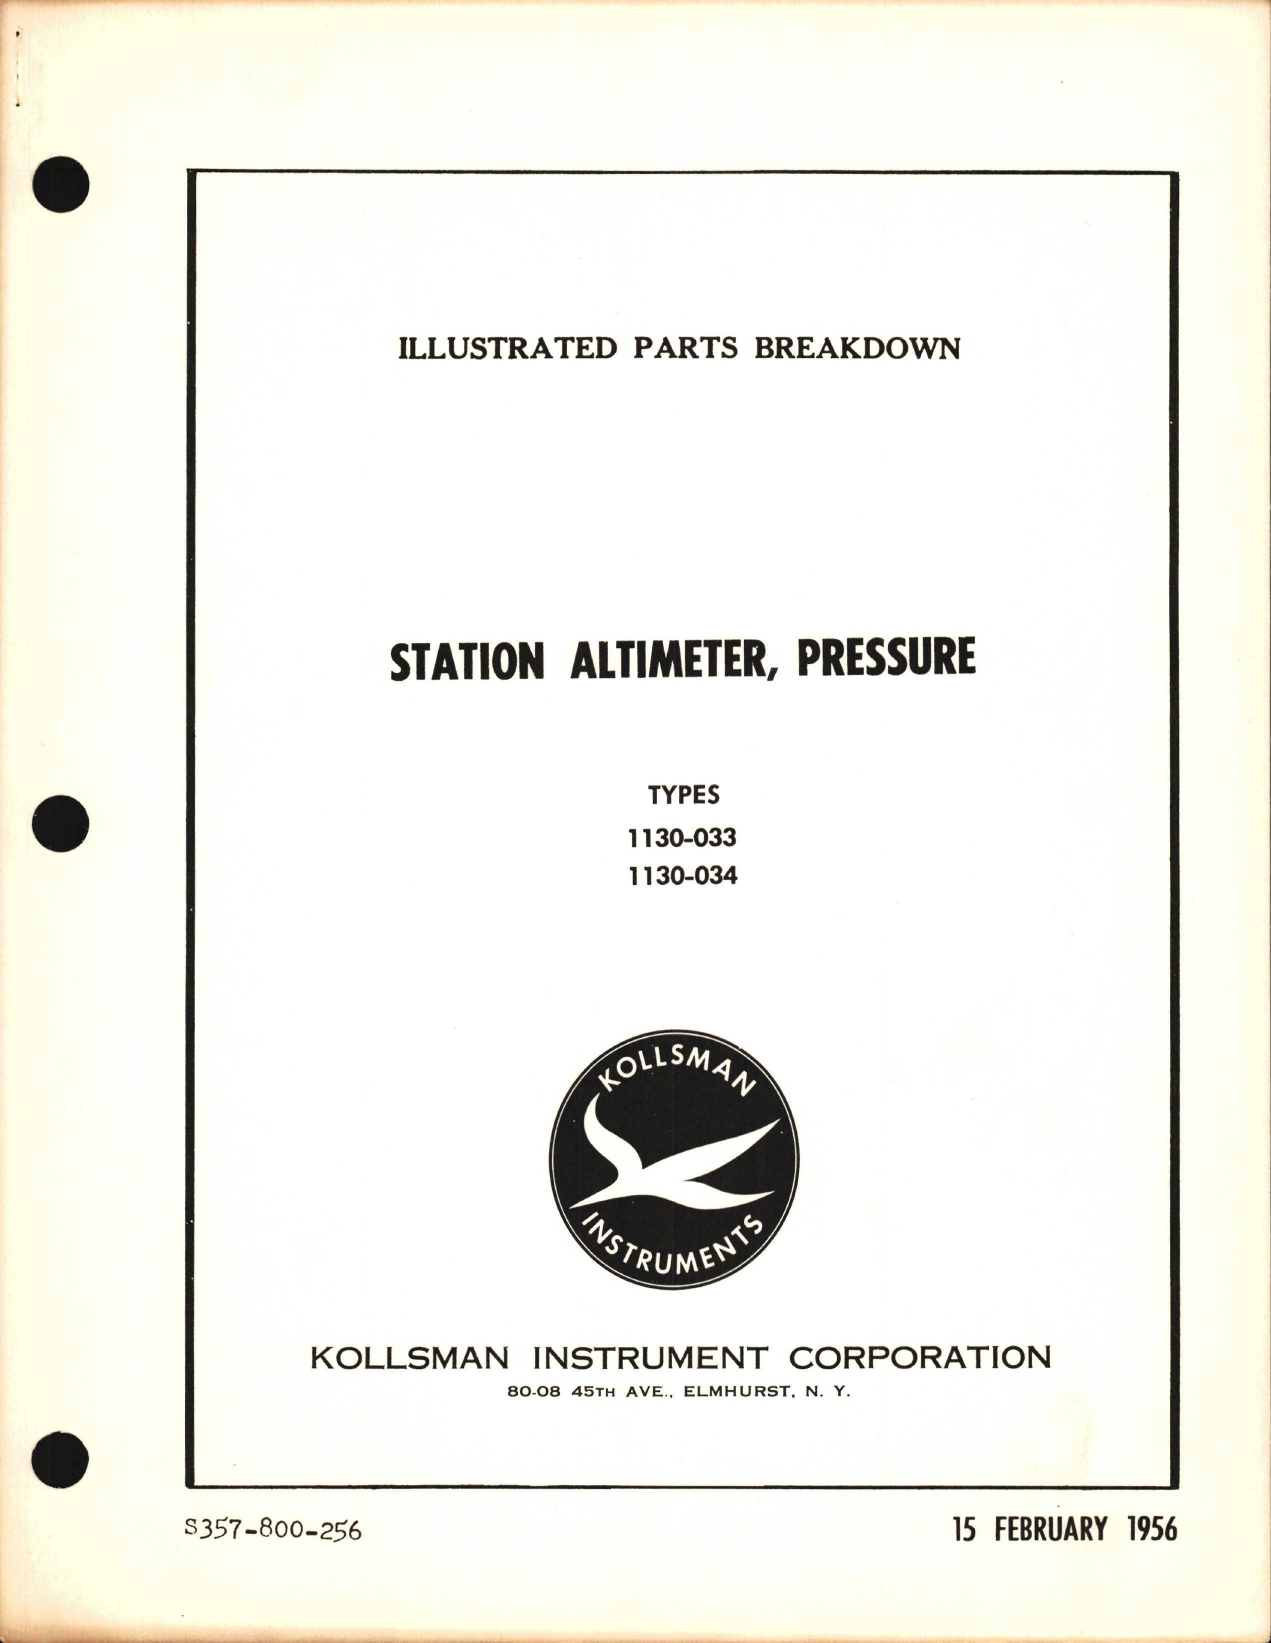 ILLUSTRATED PARTS BREAKDOWN
STATION ALTIMETER, PRESSURE
TYPES
1130-033
1130-034
KOLLSMAN
INSTRUMENTS
KOLLSMAN INSTRUMENT CORPORATION
80-08 45TH AVE., ELMHURST, N. Y.
S357-800-256
15 FEBRUARY 1956